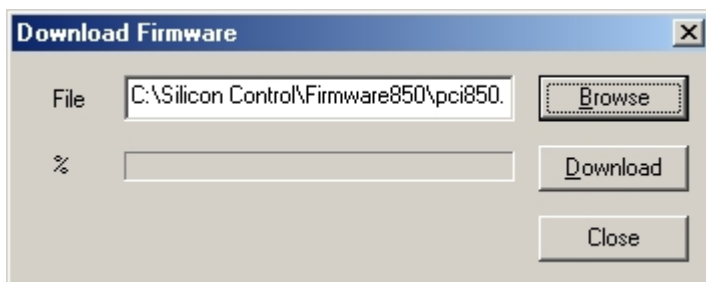 Download Firmware
File C:\Silicon Control\Firmware850\pci850. Browse
% Download
Close